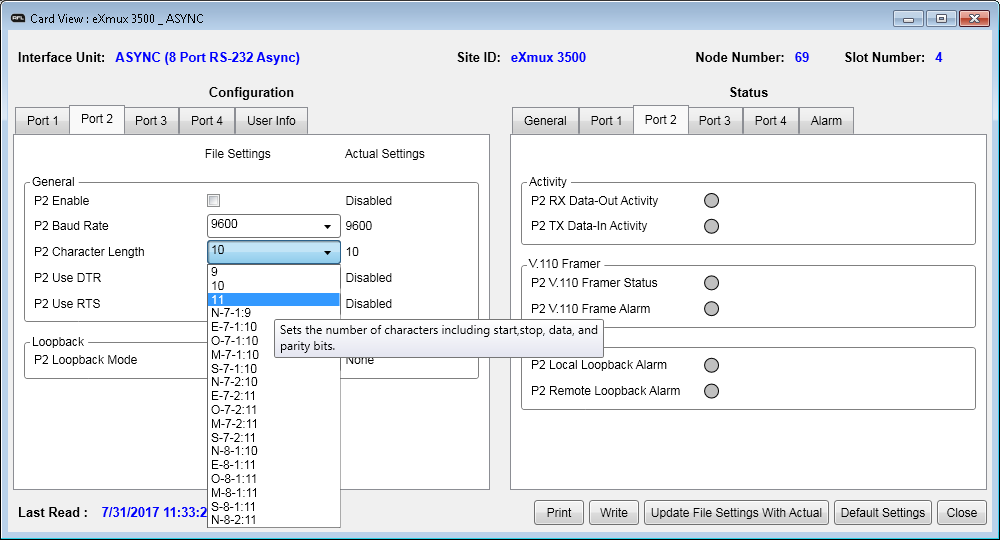 AFL Card View : eXmux 3500 _ ASYNC
Interface Unit: ASYNC (8 Port RS-232 Async) Site ID: eXmux 3500 Node Number: 69 Slot Number: 4
Configuration
Status
Port 1 Port 2 Port 3 Port 4 User Info
General Port 1 Port 2 Port 3 Port 4 Alarm
File Settings Actual Settings
General
P2 Enable Disabled
P2 Baud Rate 9600 9600
P2 Character Length 10 10
P2 Use DTR Disabled
P2 Use RTS Disabled
9
10
11
N-7-1:9
E-7-1:10
O-7-1:10
M-7-1:10
S-7-1:10
N-7-2:10
E-7-2:11
O-7-2:11
M-7-2:11
S-7-2:11
N-8-1:10
E-8-1:11
O-8-1:11
M-8-1:11
S-8-1:11
N-8-2:11
Sets the number of characters including start,stop, data, and
parity bits.
Loopback
P2 Loopback Mode None
Activity
P2 RX Data-Out Activity
P2 TX Data-In Activity
V.110 Framer
P2 V.110 Framer Status
P2 V.110 Frame Alarm
P2 Local Loopback Alarm
P2 Remote Loopback Alarm
Last Read : 7/31/2017 11:33:2
Print Write Update File Settings With Actual Default Settings Close